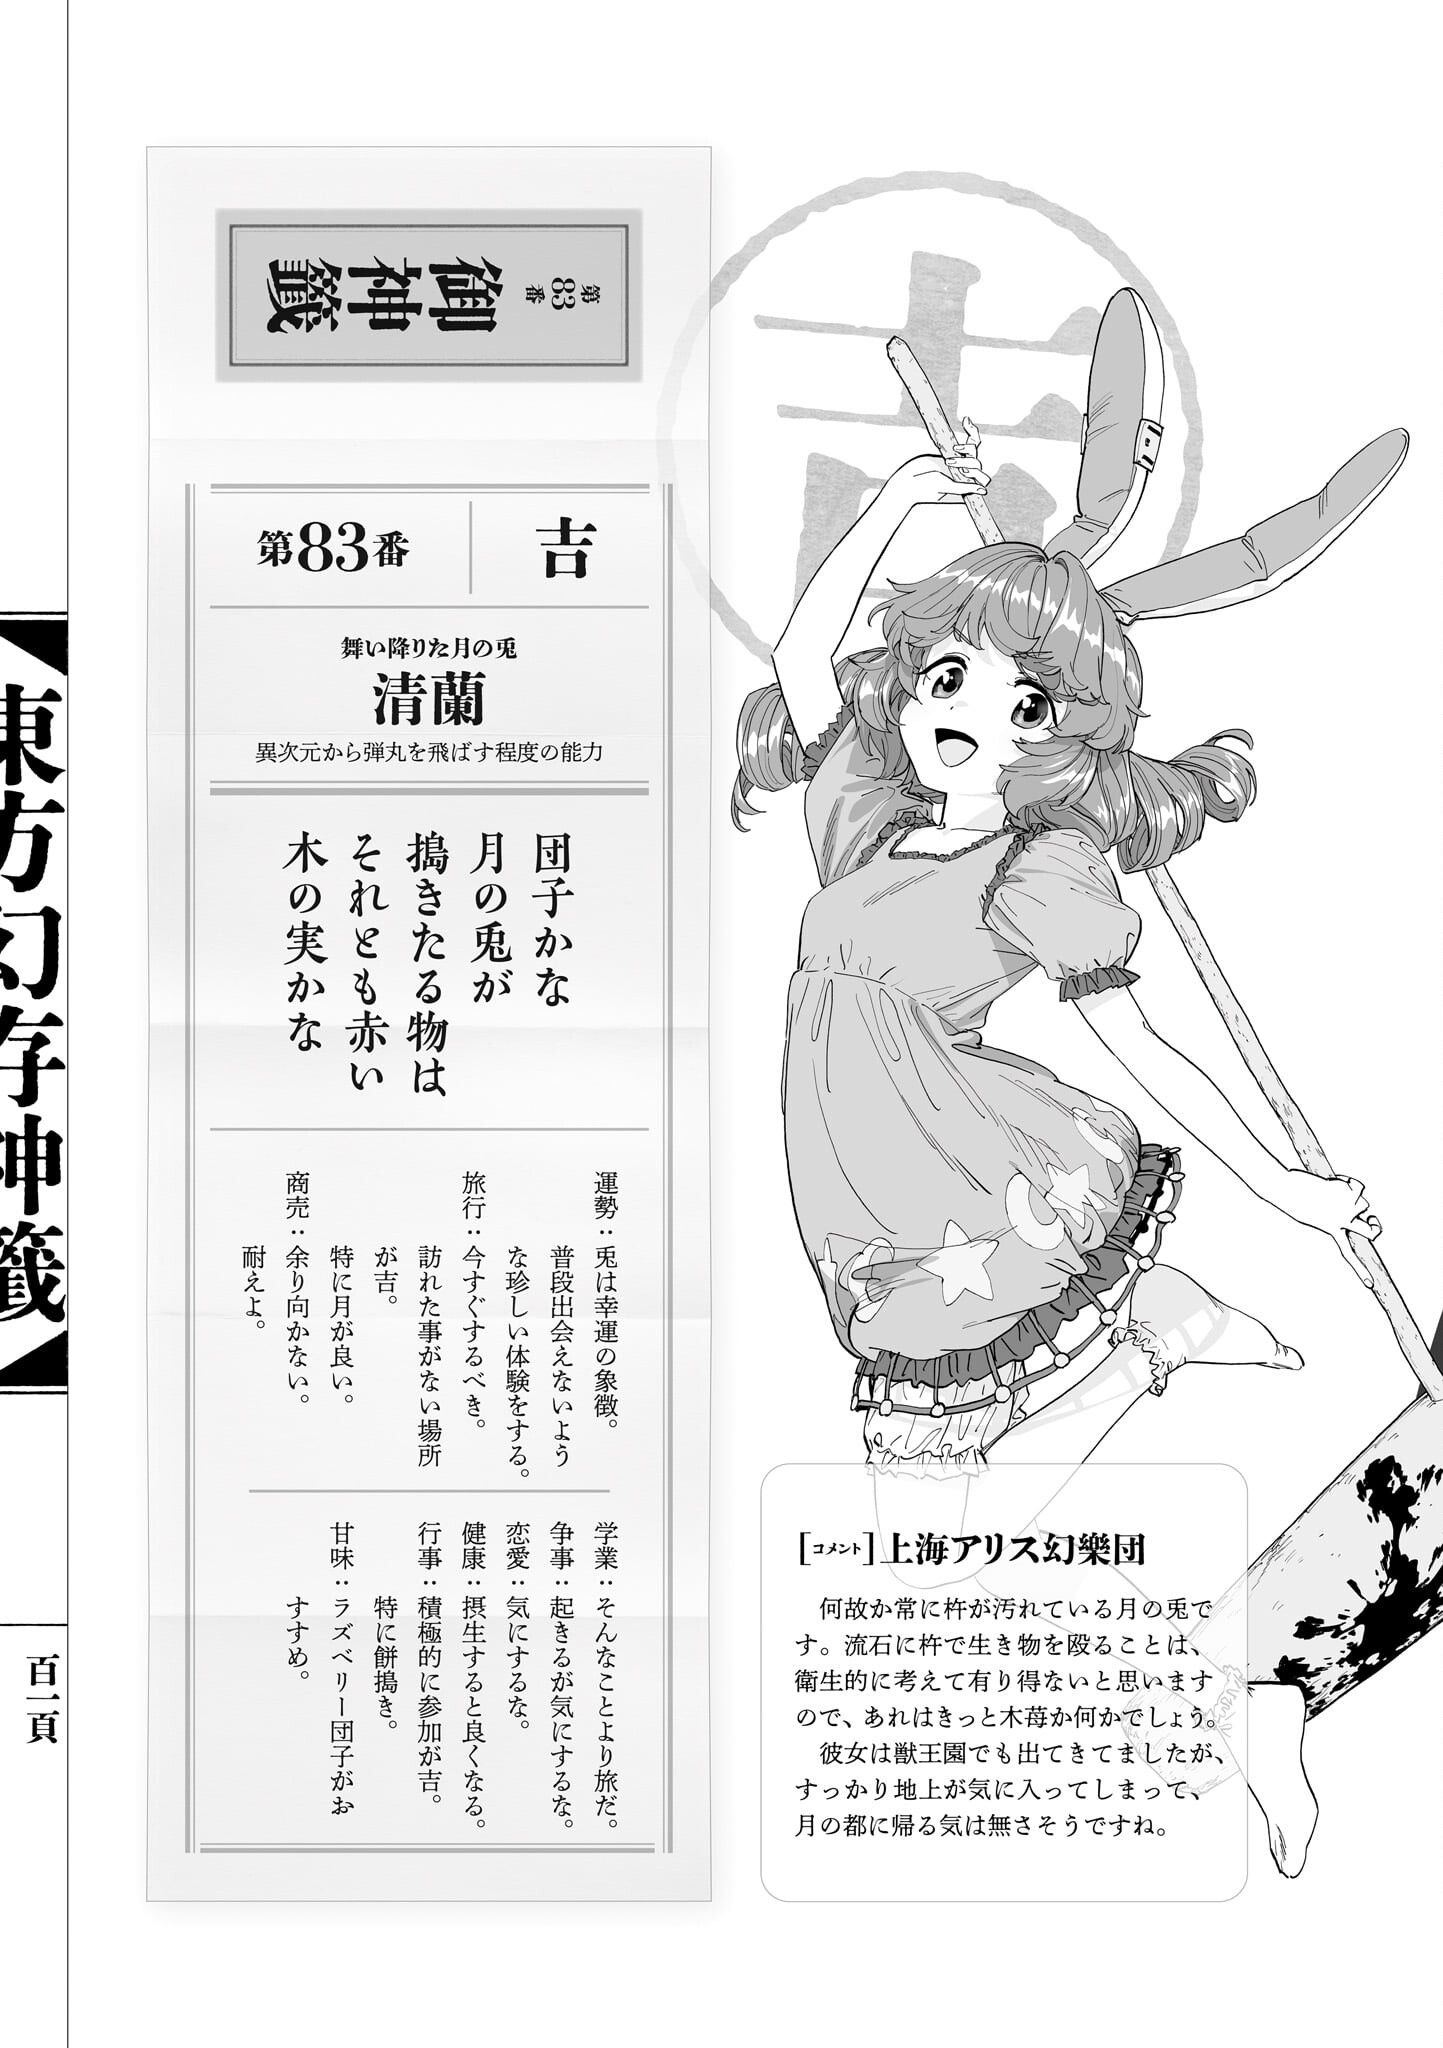 御神籤
第83番
吉
第83番
吉
舞い降りた月の兎
清蘭
異次元から弾丸を飛ばす程度の能力
団子かな
月の兎が
搗きたる物は
それとも赤い
木の実かな
運勢：兎は幸運の象徴。
普段出会えないよう
な珍しい体験をする。
旅行：今すぐするべき。
訪れた事がない場所
が吉。
特に月が良い。
商売：余り向かない。
耐えよ。
学業：そんなことより旅だ。
争事：起きるが気にするな。
恋愛：気にするな。
健康：摂生すると良くなる。
行事：積極的に参加が吉。
特に餅搗き。
甘味：ラズベリー団子がお
すすめ。
［コメント］上海アリス幻樂団
何故か常に杵が汚れている月の兎で
す。流石に杵で生き物を殴ることは、
衛生的に考えて有り得ないと思います
ので、あれはきっと木苺か何かでしょう。
彼女は獣王園でも出てきてましたが、
すっかり地上が気に入ってしまって、
月の都に帰る気は無さそうですね。
東方幻存神籤
百一頁